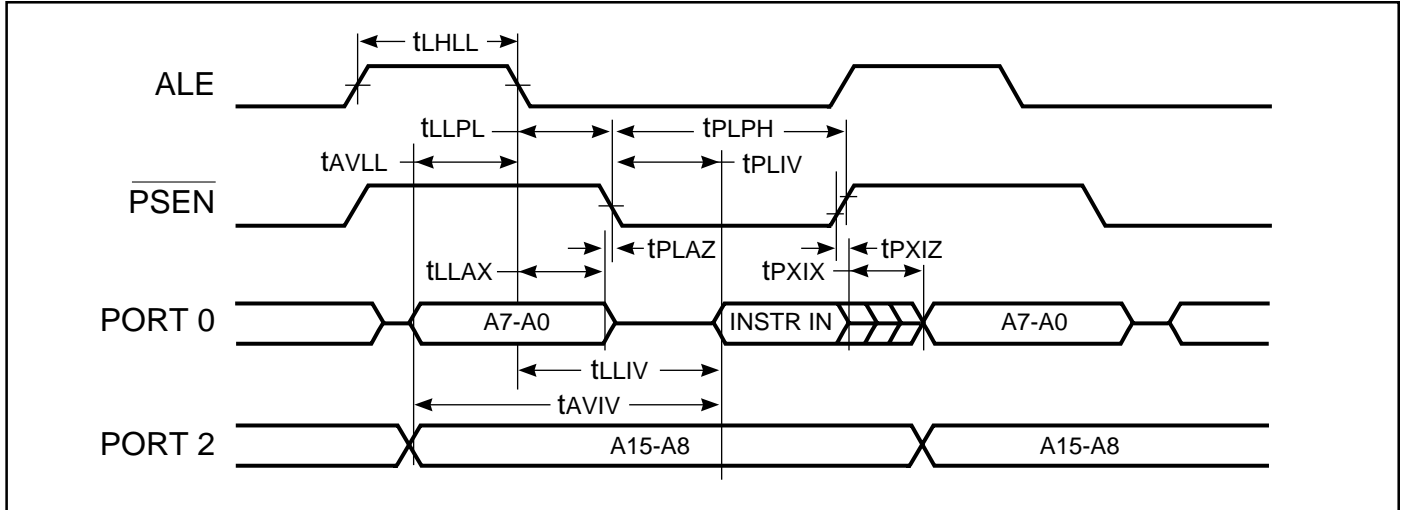 tLHLL
ALE
tLLPL
tPLPH
tAVLL
tPLIV
PSEN
tPLAZ
tPXIZ
tLLAX
tPXIX
PORT 0
A7-A0
INSTR IN
A7-A0
tLLIV
tAVIV
PORT 2
A15-A8
A15-A8